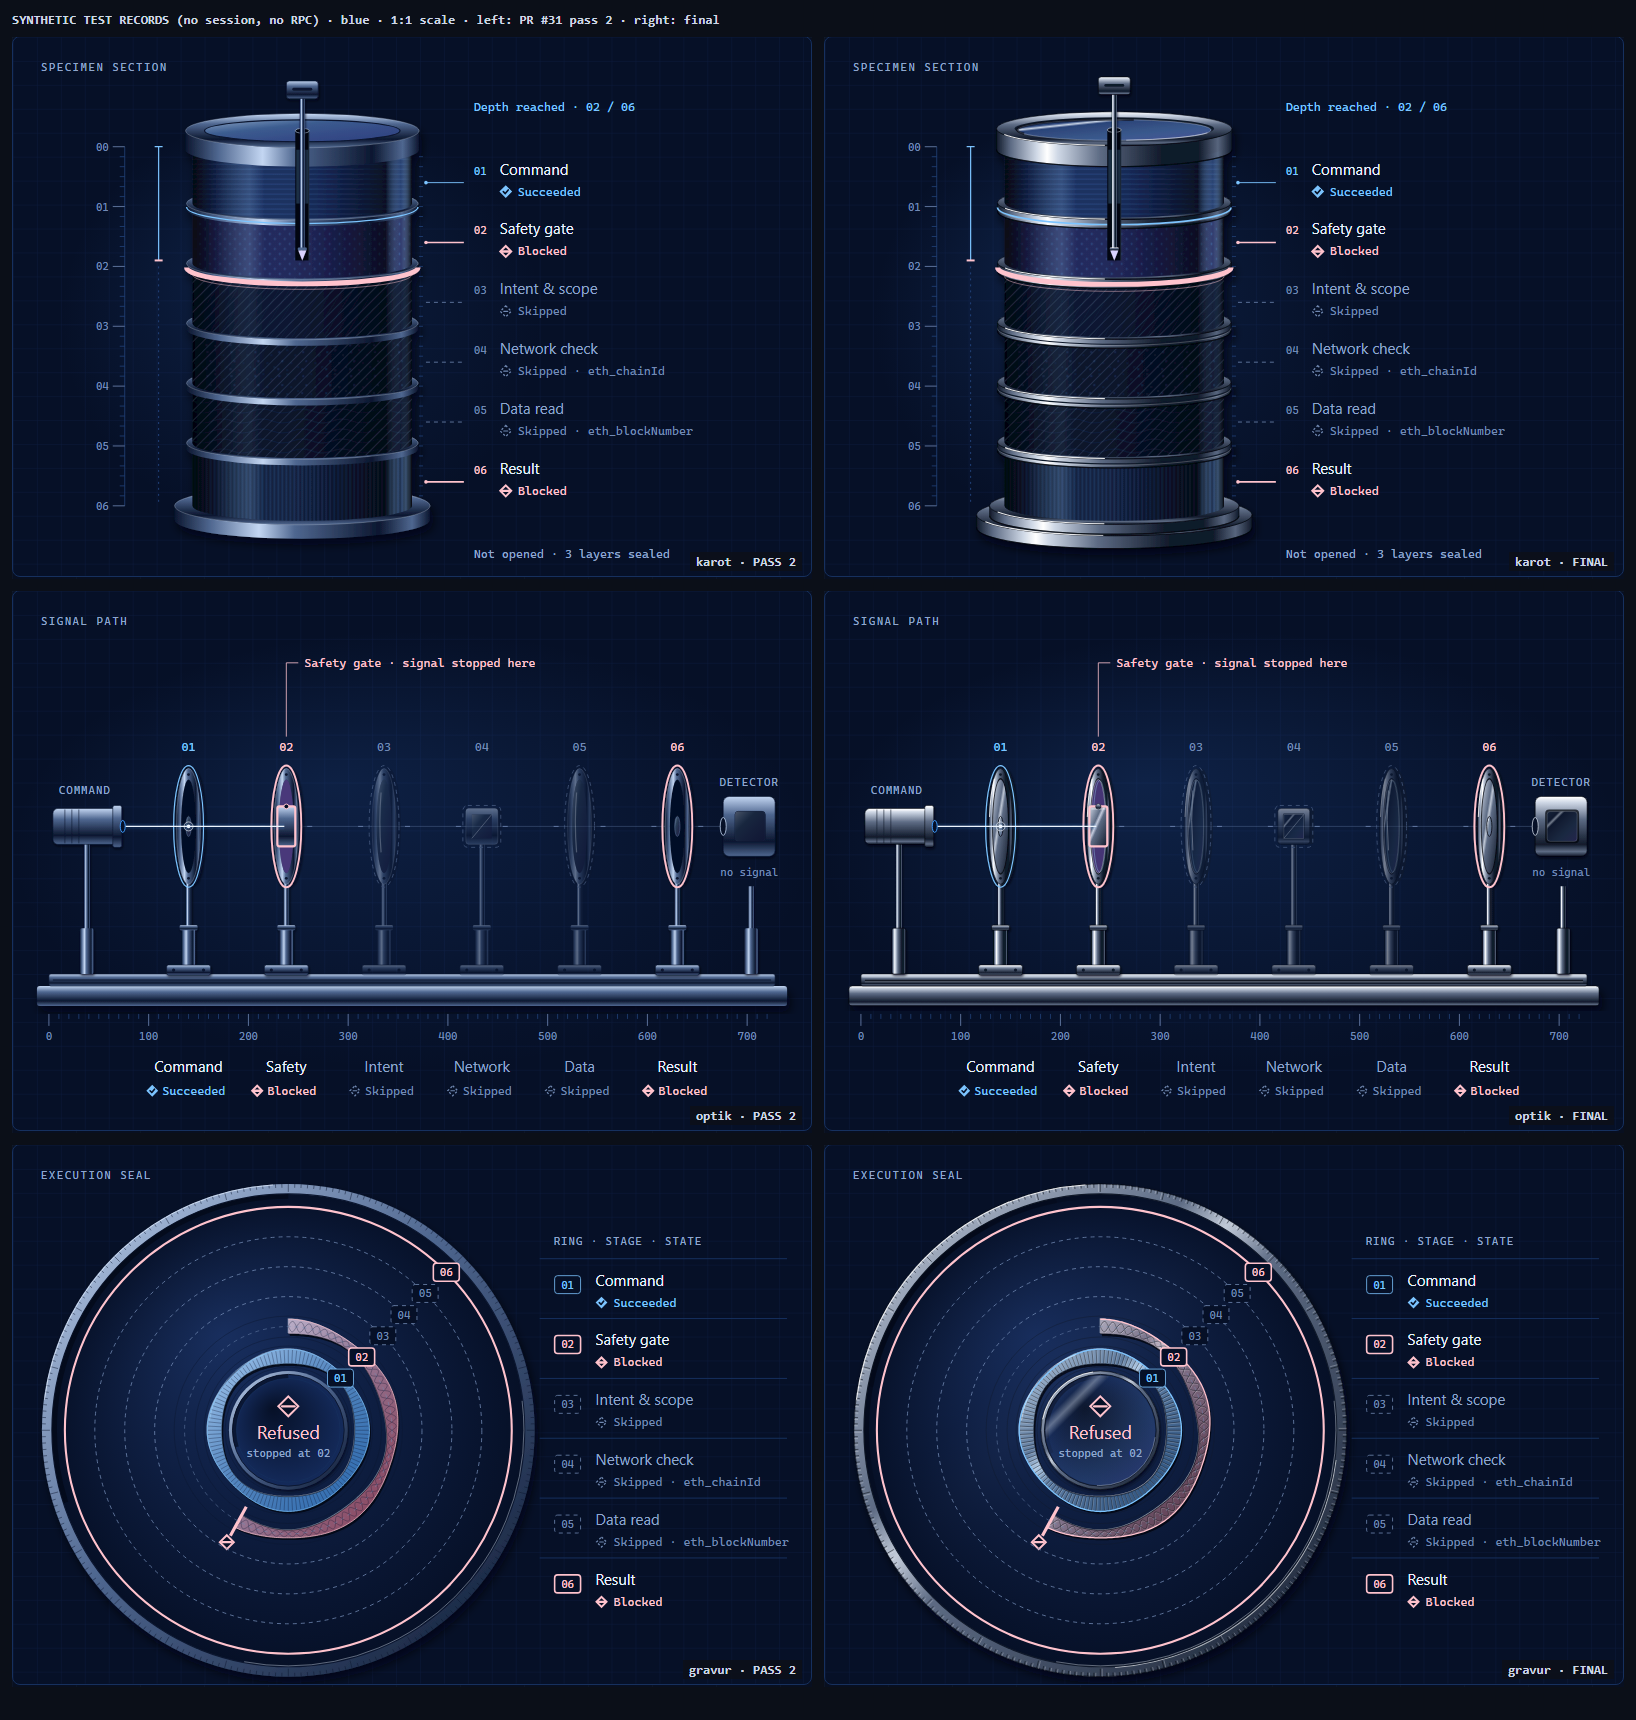 SYNTHETIC TEST RECORDS (no session, no RPC) · blue · 1:1 scale · left: PR #31 pass 2 · right: final
SPECIMEN SECTION
Depth reached · 02 / 06
00
01
02
03
04
05
06
01 Command
Succeeded
02 Safety gate
Blocked
03 Intent & scope
Skipped
04 Network check
Skipped · eth_chainId
05 Data read
Skipped · eth_blockNumber
06 Result
Blocked
Not opened · 3 layers sealed
karot · PASS 2
SPECIMEN SECTION
Depth reached · 02 / 06
00
01
02
03
04
05
06
01 Command
Succeeded
02 Safety gate
Blocked
03 Intent & scope
Skipped
04 Network check
Skipped · eth_chainId
05 Data read
Skipped · eth_blockNumber
06 Result
Blocked
Not opened · 3 layers sealed
karot · FINAL
SIGNAL PATH
Safety gate · signal stopped here
01 02 03 04 05 06
COMMAND
DETECTOR
no signal
0 100 200 300 400 500 600 700
Command Safety Intent Network Data Result
Succeeded Blocked Skipped Skipped Skipped Blocked
optik · PASS 2
SIGNAL PATH
Safety gate · signal stopped here
01 02 03 04 05 06
COMMAND
DETECTOR
no signal
0 100 200 300 400 500 600 700
Command Safety Intent Network Data Result
Succeeded Blocked Skipped Skipped Skipped Blocked
optik · FINAL
EXECUTION SEAL
06
05
04
03
02
01
Refused
stopped at 02
RING · STAGE · STATE
01 Command
Succeeded
02 Safety gate
Blocked
03 Intent & scope
Skipped
04 Network check
Skipped · eth_chainId
05 Data read
Skipped · eth_blockNumber
06 Result
Blocked
gravur · PASS 2
EXECUTION SEAL
06
05
04
03
02
01
Refused
stopped at 02
RING · STAGE · STATE
01 Command
Succeeded
02 Safety gate
Blocked
03 Intent & scope
Skipped
04 Network check
Skipped · eth_chainId
05 Data read
Skipped · eth_blockNumber
06 Result
Blocked
gravur · FINAL